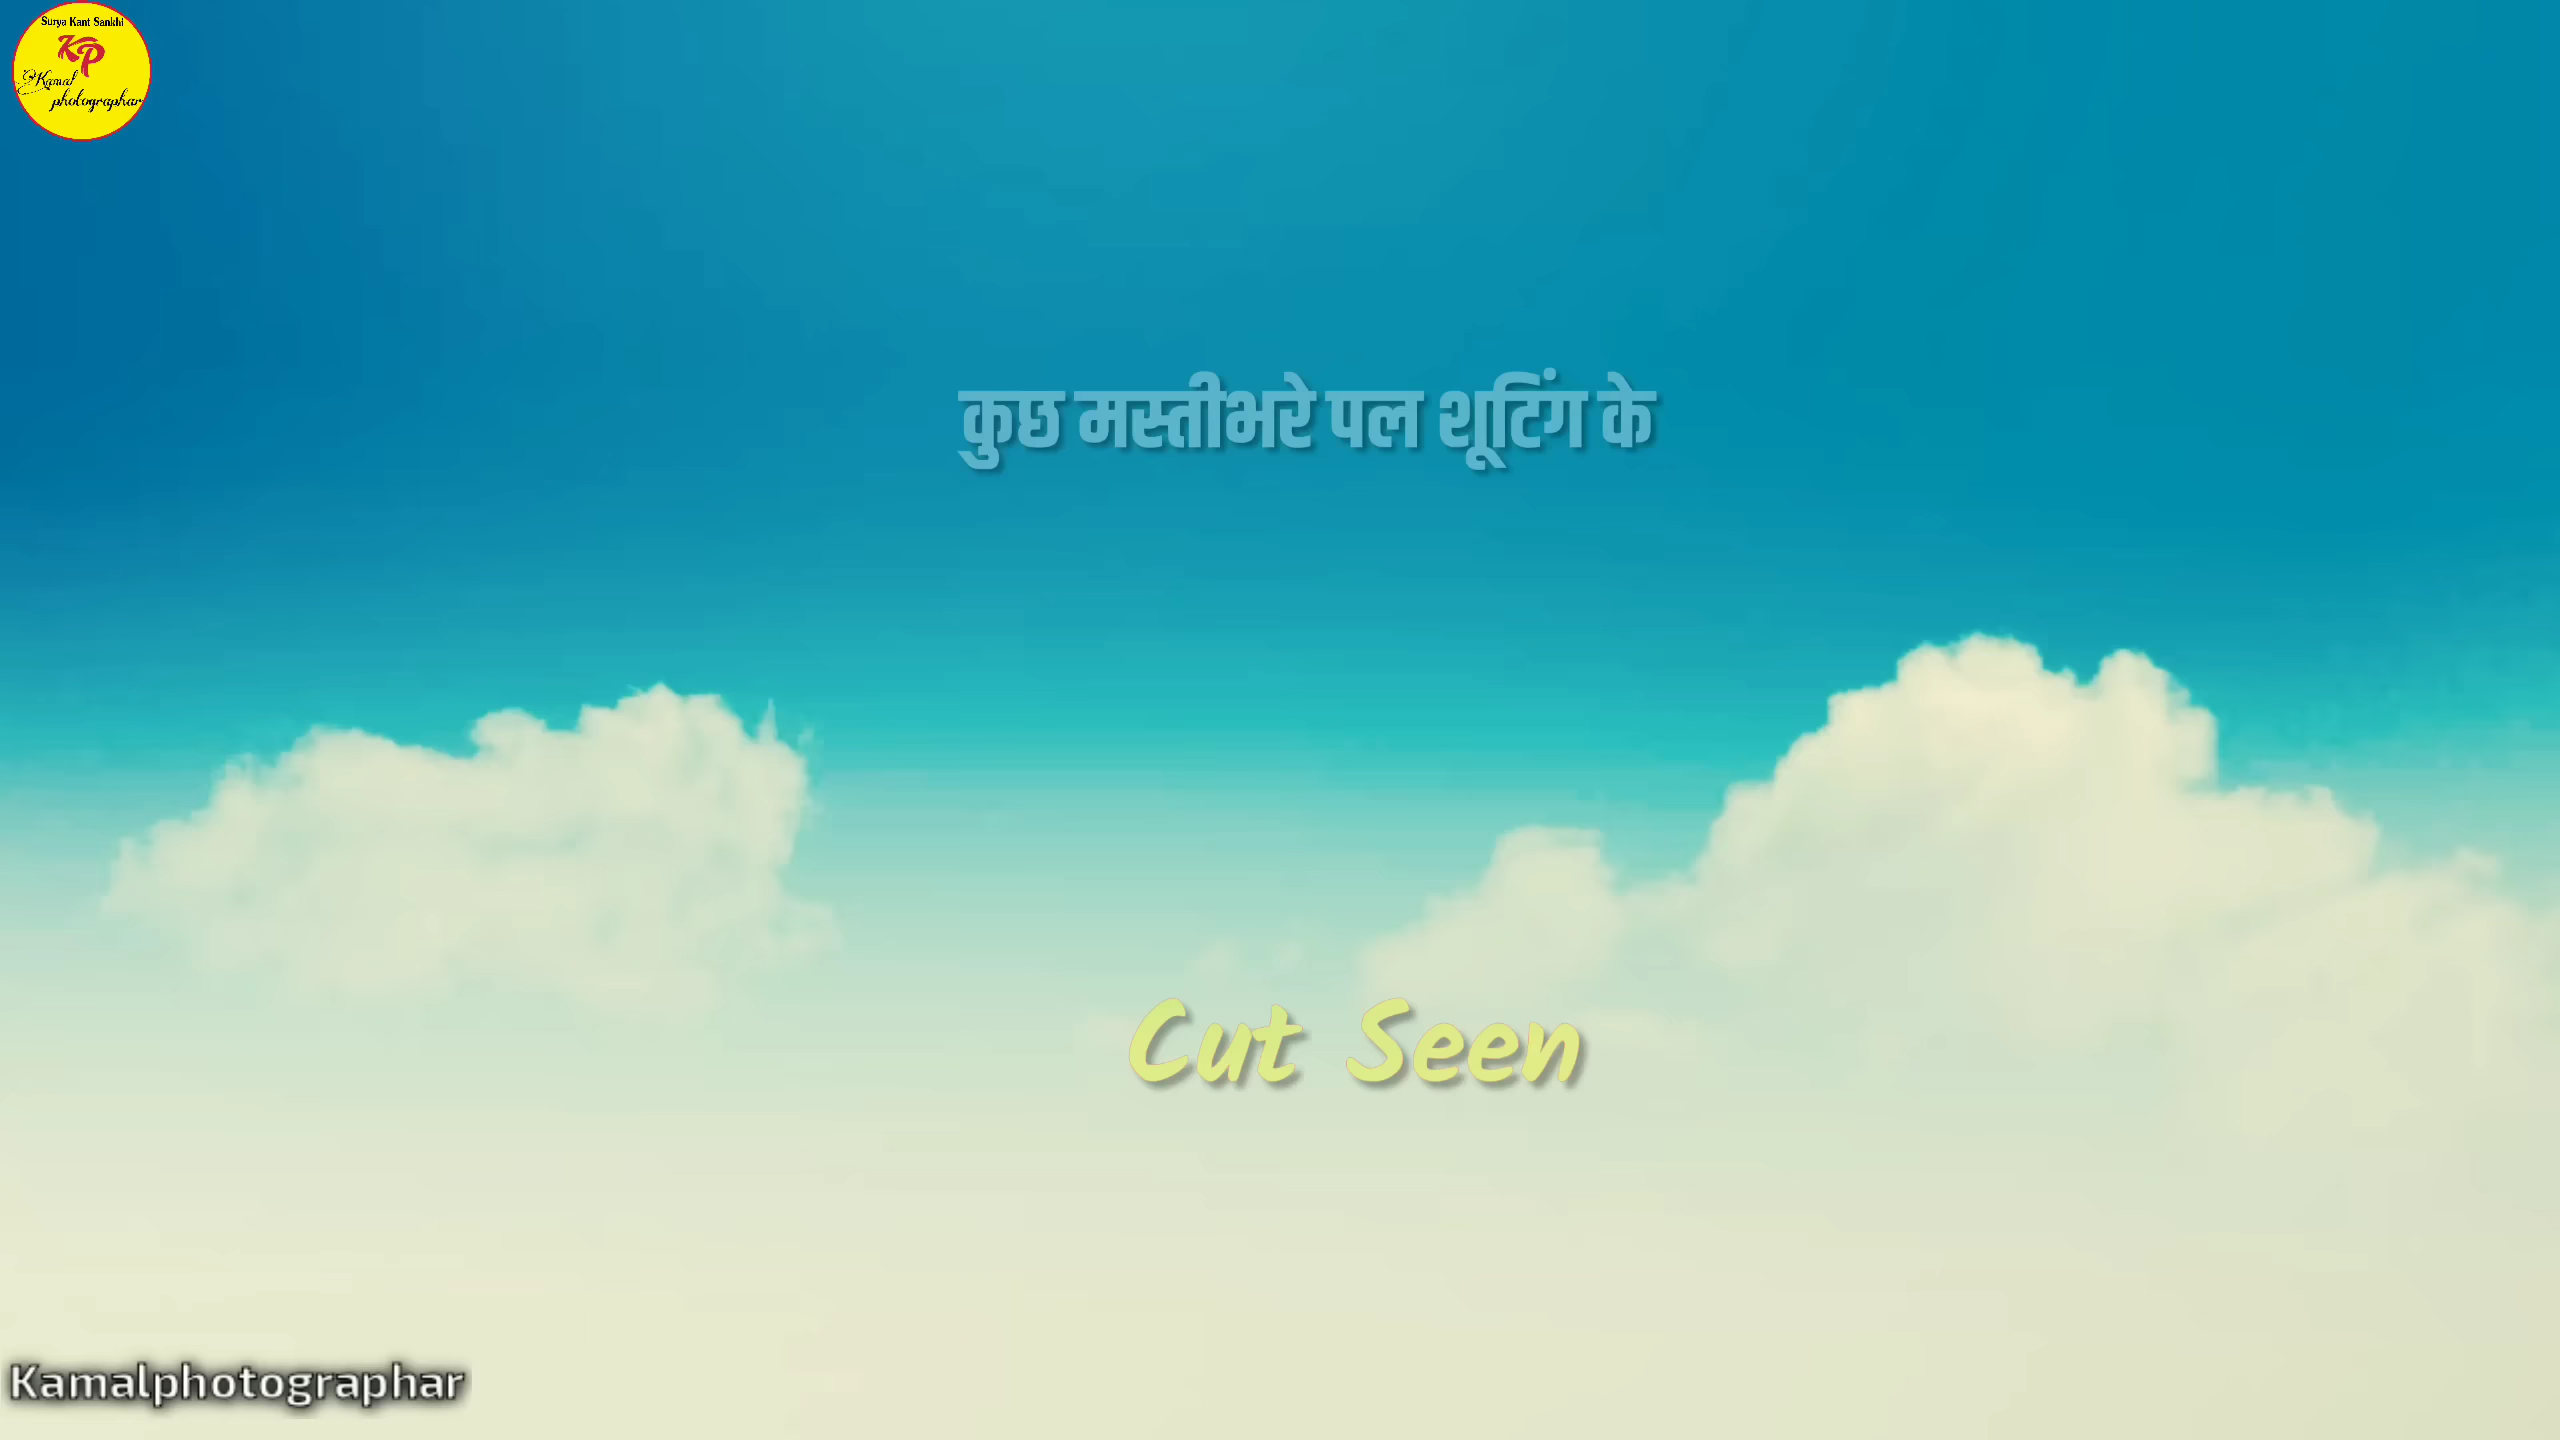 Surya Kant Sankhi
KP
Kamal
photographar
कुछ मस्तीभरे पल शूटिंग के
Cut Seen
Kamalphotographar